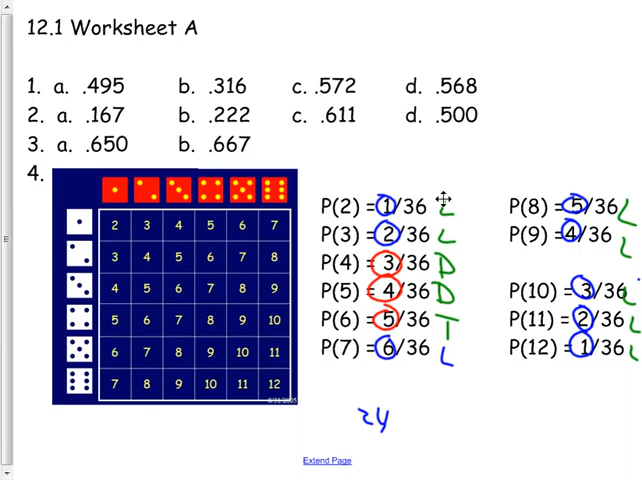 12.1 Worksheet A
1. a. .495 b. .316 c. .572 d. .568
2. a. .167 b. .222 c. .611 d. .500
3. a. .650 b. .667
4.
2 3 4 5 6 7
3 4 5 6 7 8
4 5 6 7 8 9
5 6 7 8 9 10
6 7 8 9 10 11
7 8 9 10 11 12
8/31/2005
P(2) = 1/36 L
P(3) = 2/36 L
P(4) = 3/36 D
P(5) = 4/36 D
P(6) = 5/36 T
P(7) = 6/36 L
P(8) = 5/36 L
P(9) = 4/36 L
P(10) = 3/36 L
P(11) = 2/36 L
P(12) = 1/36 L
24
Extend Page